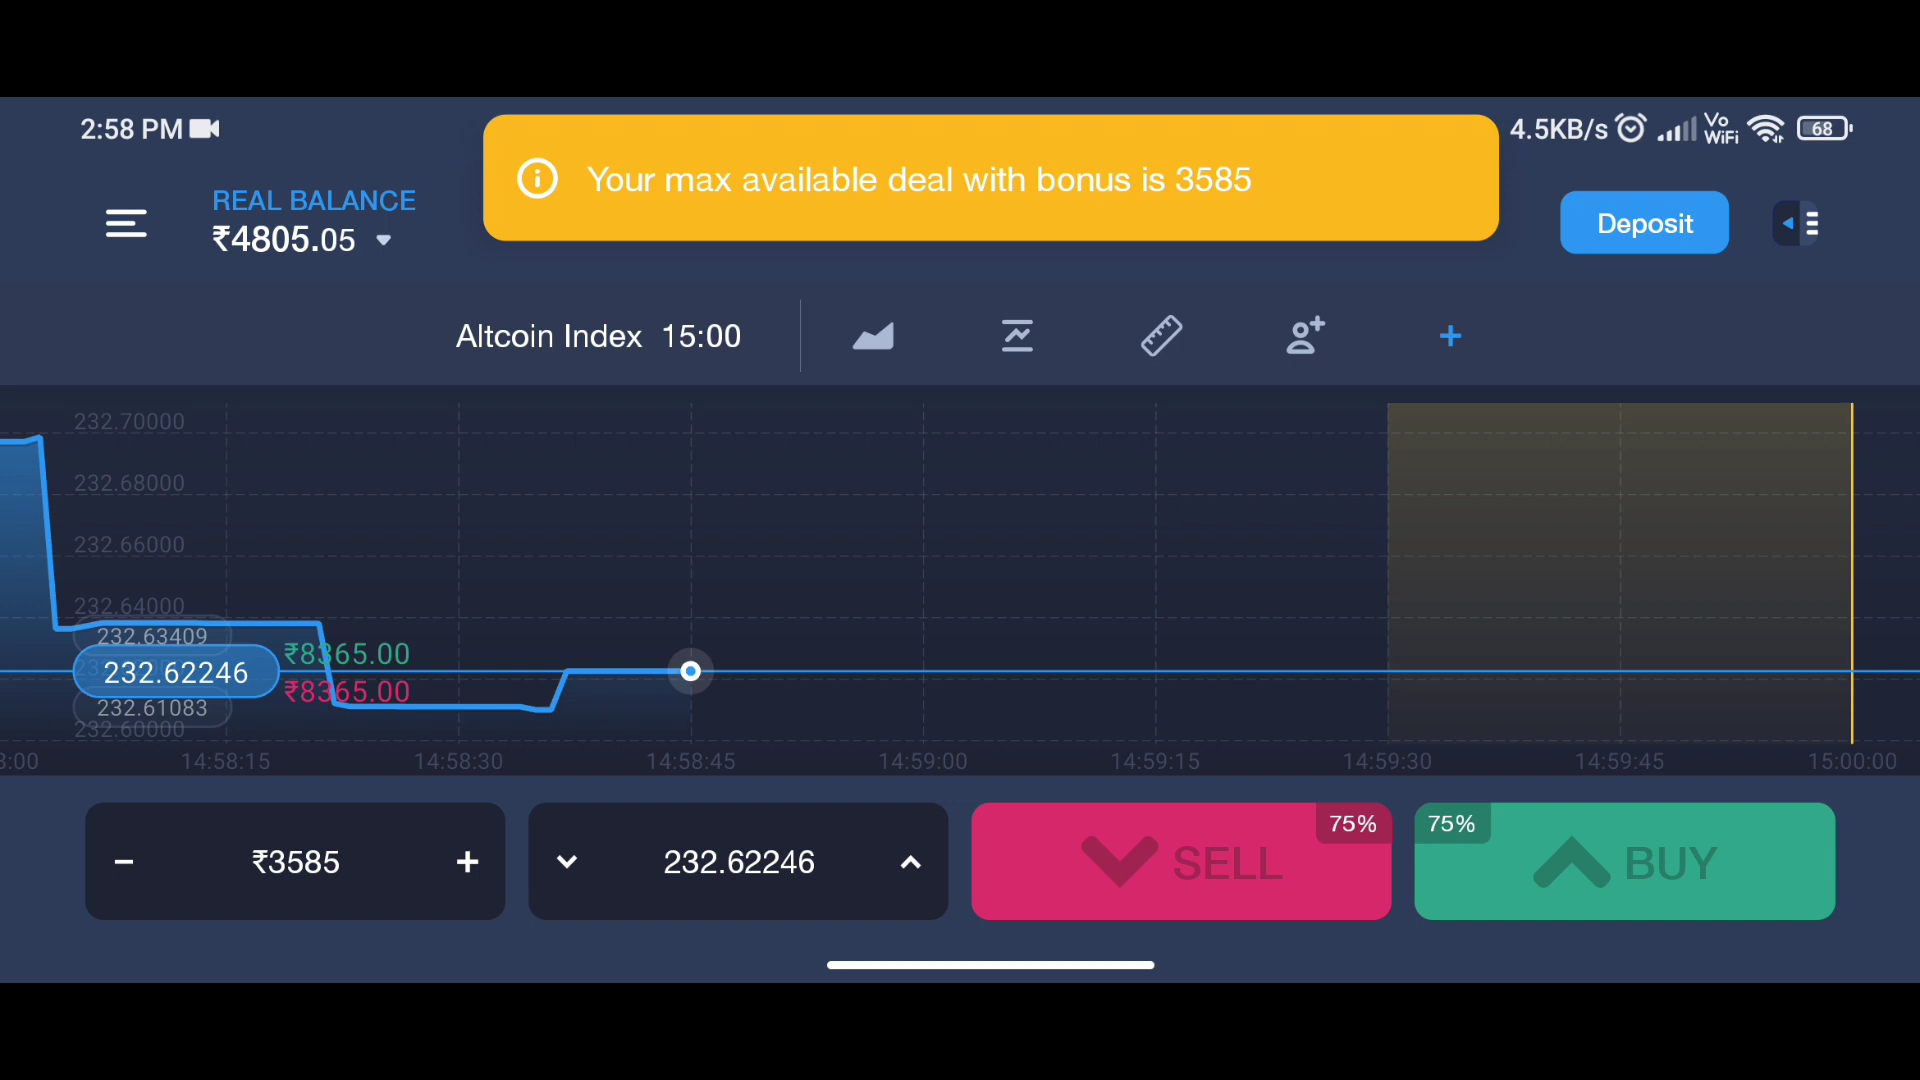 2:58 PM
4.5KB/s
Vo
WiFi
68
Your max available deal with bonus is 3585
REAL BALANCE
₹4805.05
Deposit
Altcoin Index 15:00
232.70000
232.68000
232.66000
232.64000
232.63409
₹8365.00
232.62246
₹8365.00
232.61083
232.60000
8:00 14:58:15 14:58:30 14:58:45 14:59:00 14:59:15 14:59:30 14:59:45 15:00:00
75% 75%
− ₹3585 + 232.62246 SELL BUY